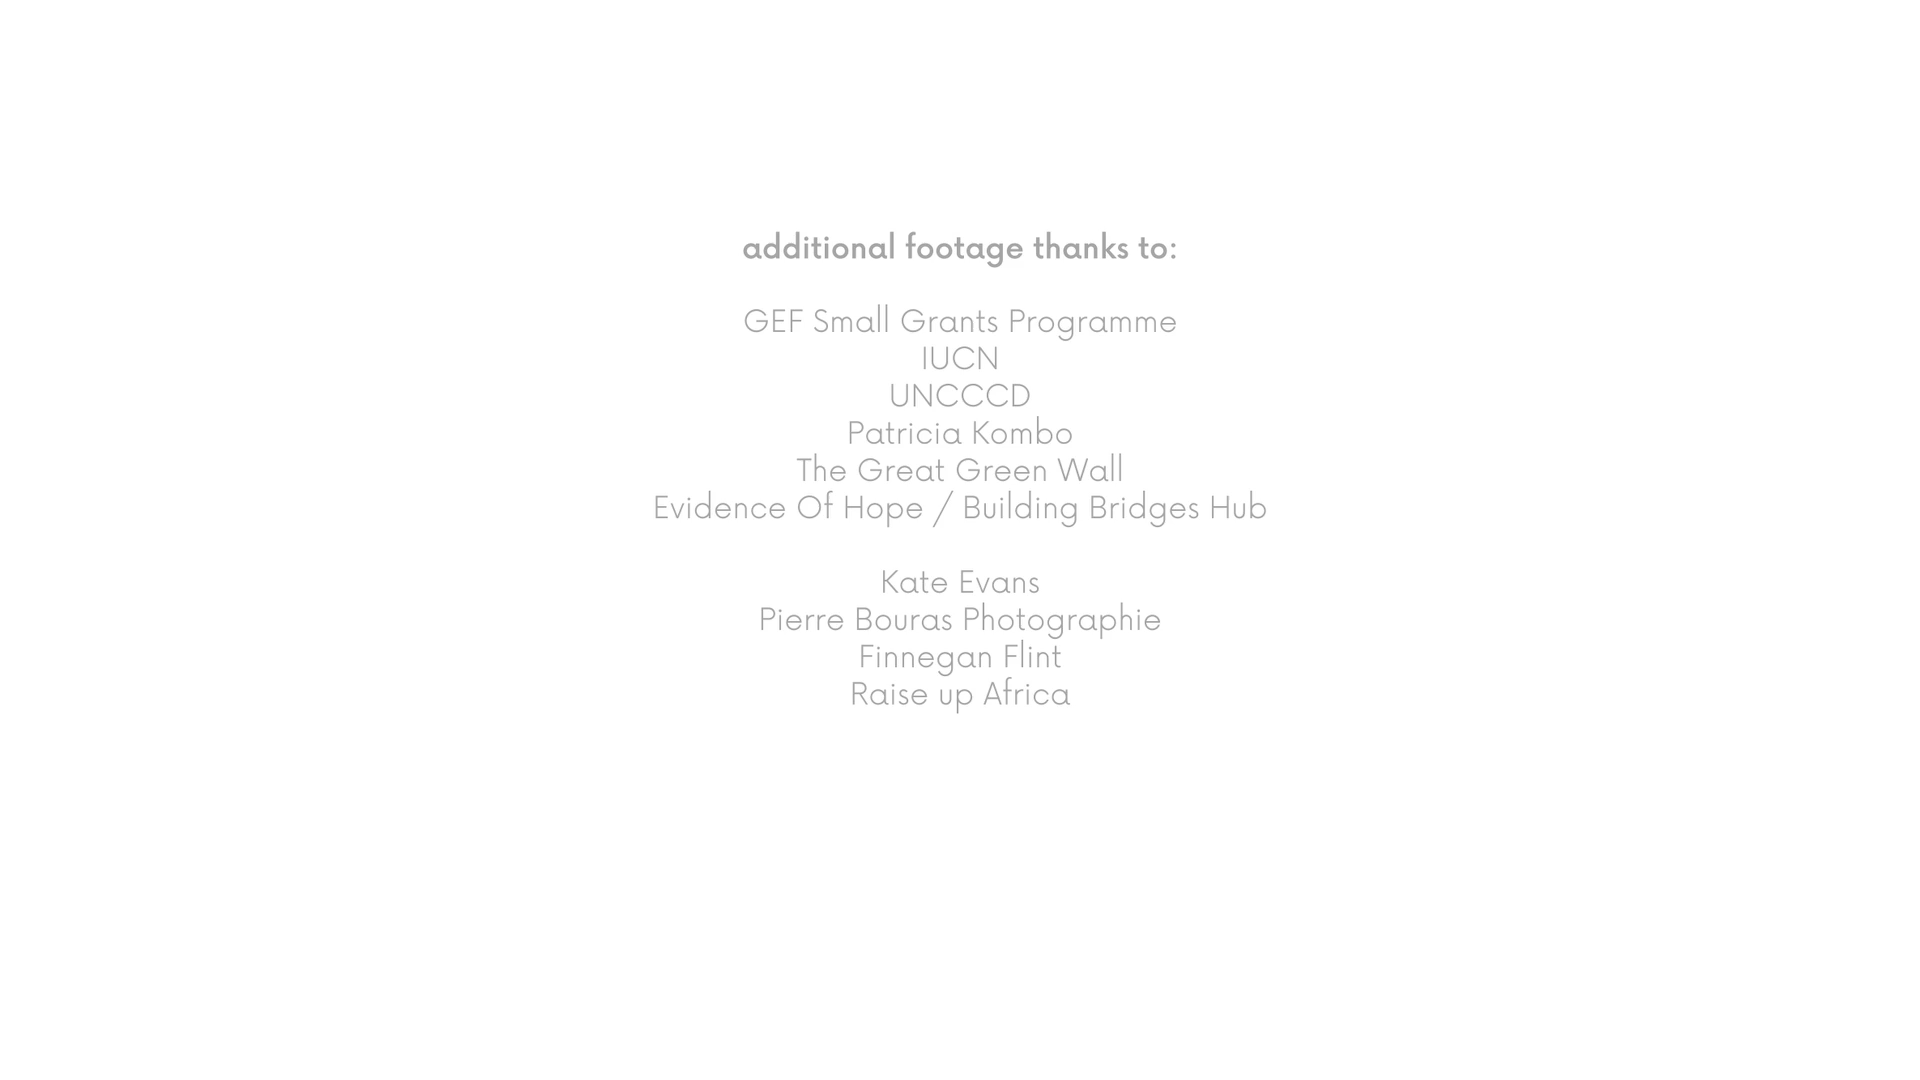 additional footage thanks to:
GEF Small Grants Programme
IUCN
UNCCCD
Patricia Kombo
The Great Green Wall
Evidence Of Hope / Building Bridges Hub
Kate Evans
Pierre Bouras Photographie
Finnegan Flint
Raise up Africa